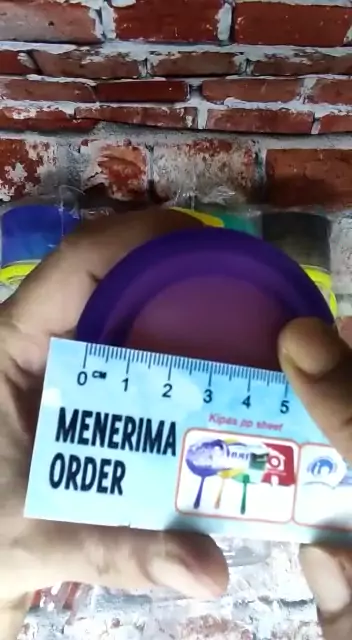 0 CM 1 2 3 4 5
Kipas pp sheet
MENERIMA
ORDER